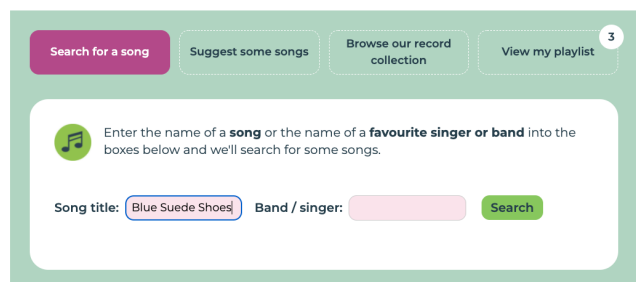 3
Search for a song
Suggest some songs
Browse our record
collection
View my playlist
Enter the name of a song or the name of a favourite singer or band into the
boxes below and we'll search for some songs.
Song title: Blue Suede Shoes Band / singer: Search